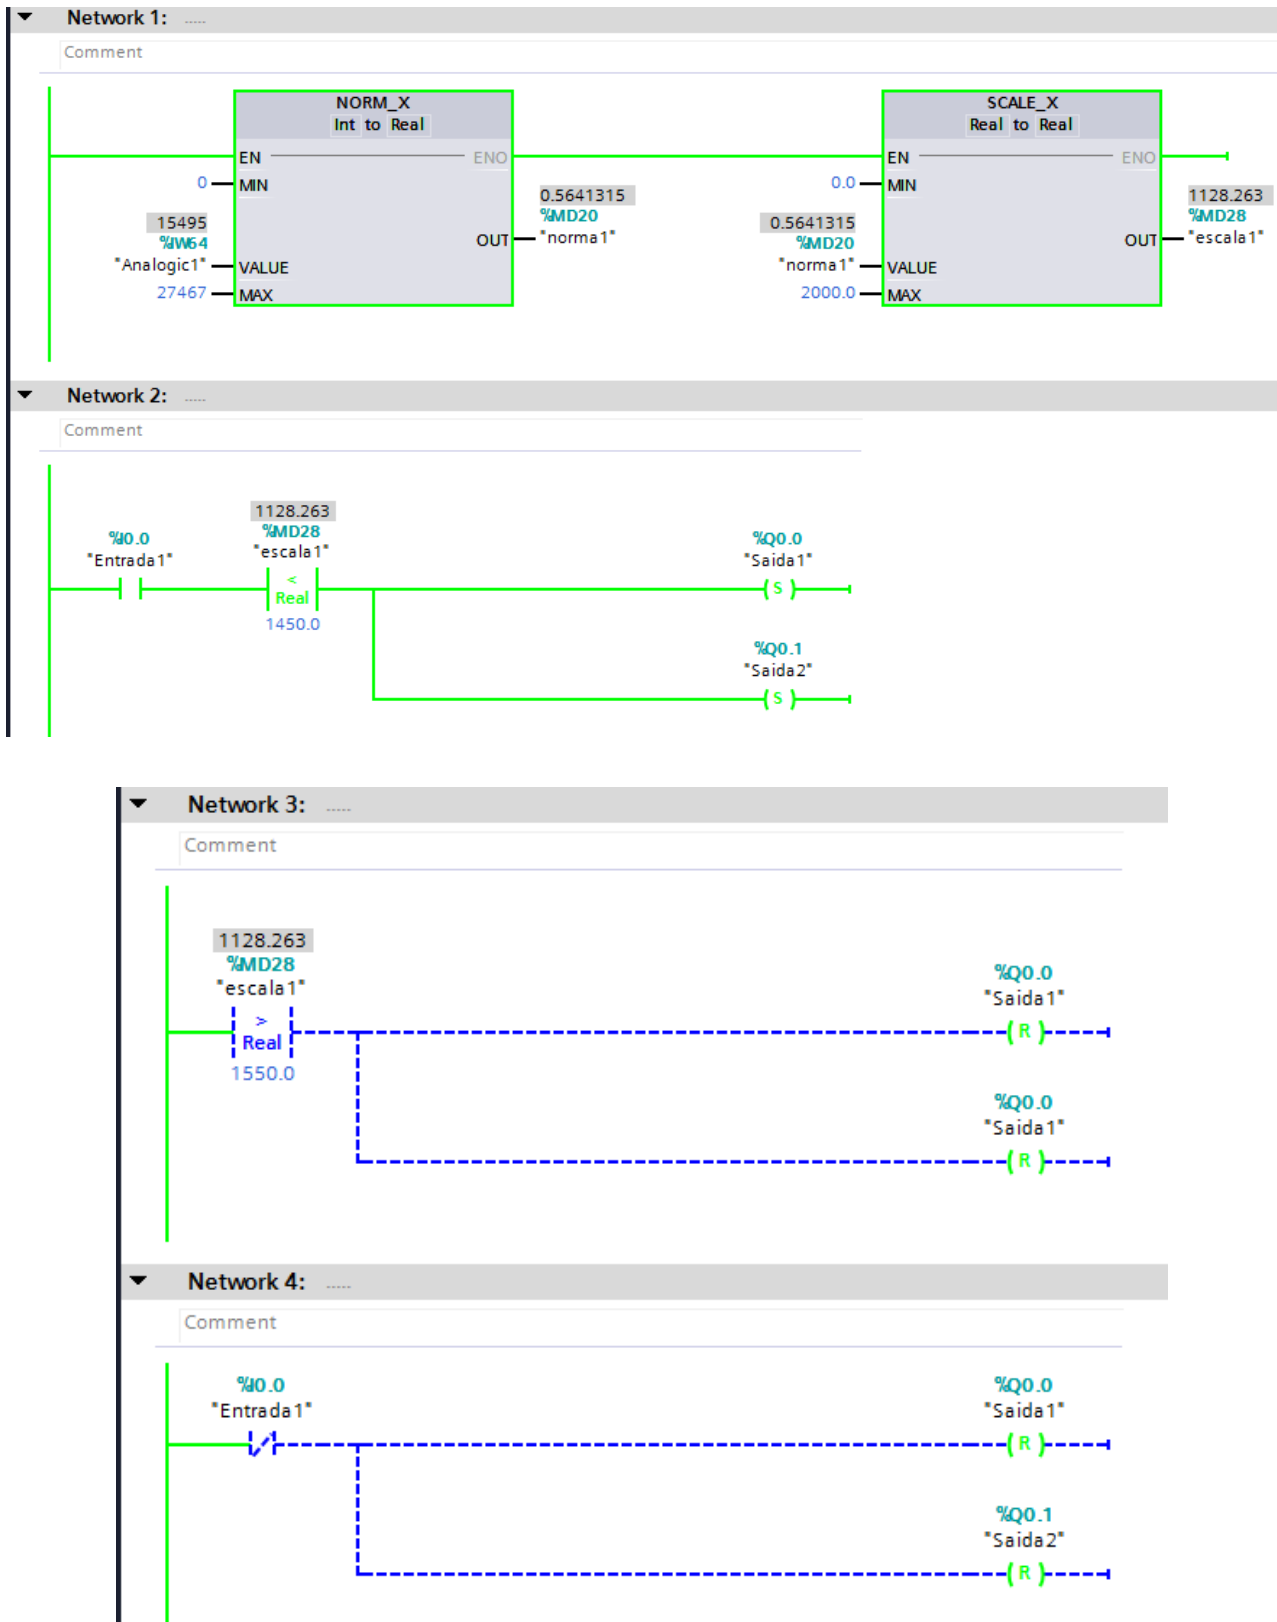 Network 1: .....
Comment
NORM_X
Int to Real
EN
ENO
0
MIN
15495
%IW64
"Analogic1"
VALUE
27467
MAX
OUT
0.5641315
%MD20
"norma1"
SCALE_X
Real to Real
EN
ENO
0.0
MIN
0.5641315
%MD20
"norma1"
VALUE
2000.0
MAX
OUT
1128.263
%MD28
"escala1"
Network 2: .....
Comment
%I0.0
"Entrada1"
1128.263
%MD28
"escala1"
<
Real
1450.0
%Q0.0
"Saida1"
S
%Q0.1
"Saida2"
S
Network 3: .....
Comment
1128.263
%MD28
"escala1"
>
Real
1550.0
%Q0.0
"Saida1"
R
%Q0.0
"Saida1"
R
Network 4: .....
Comment
%I0.0
"Entrada1"
%Q0.0
"Saida1"
R
%Q0.1
"Saida2"
R